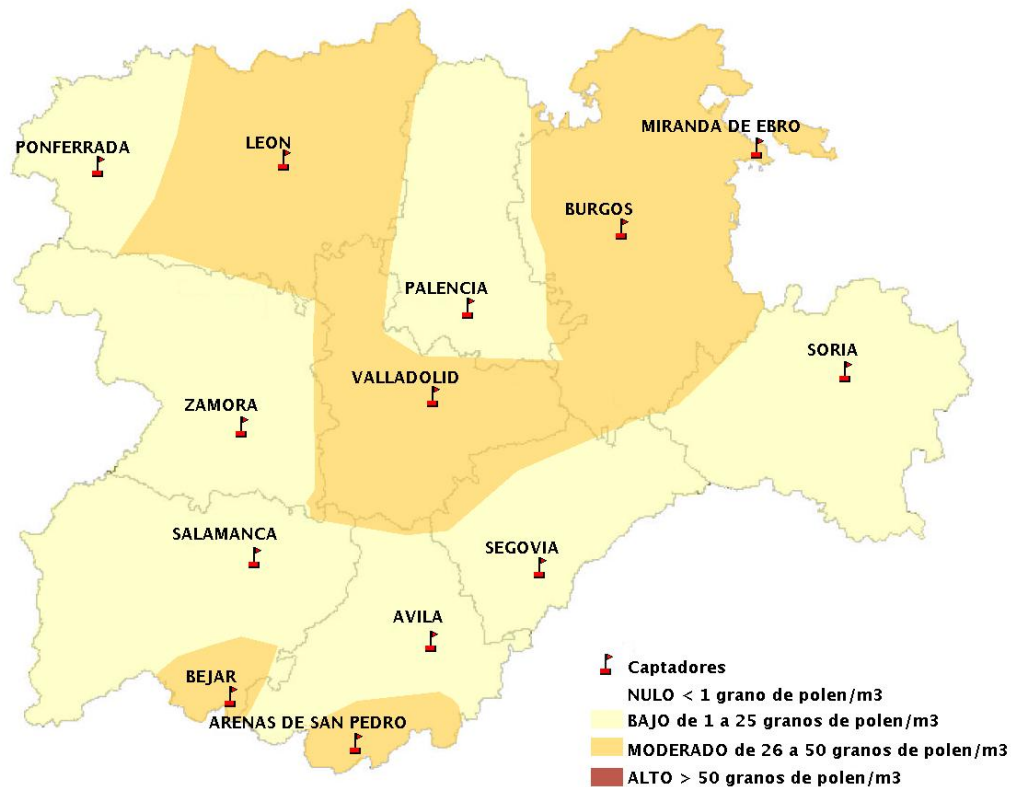 MIRANDA DE EBRO
PONFERRADA
LEON
BURGOS
PALENCIA
SORIA
VALLADOLID
ZAMORA
SALAMANCA
SEGOVIA
AVILA
BEJAR
ARENAS DE SAN PEDRO
Captadores
NULO < 1 grano de polen/m3
BAJO de 1 a 25 granos de polen/m3
MODERADO de 26 a 50 granos de polen/m3
ALTO > 50 granos de polen/m3